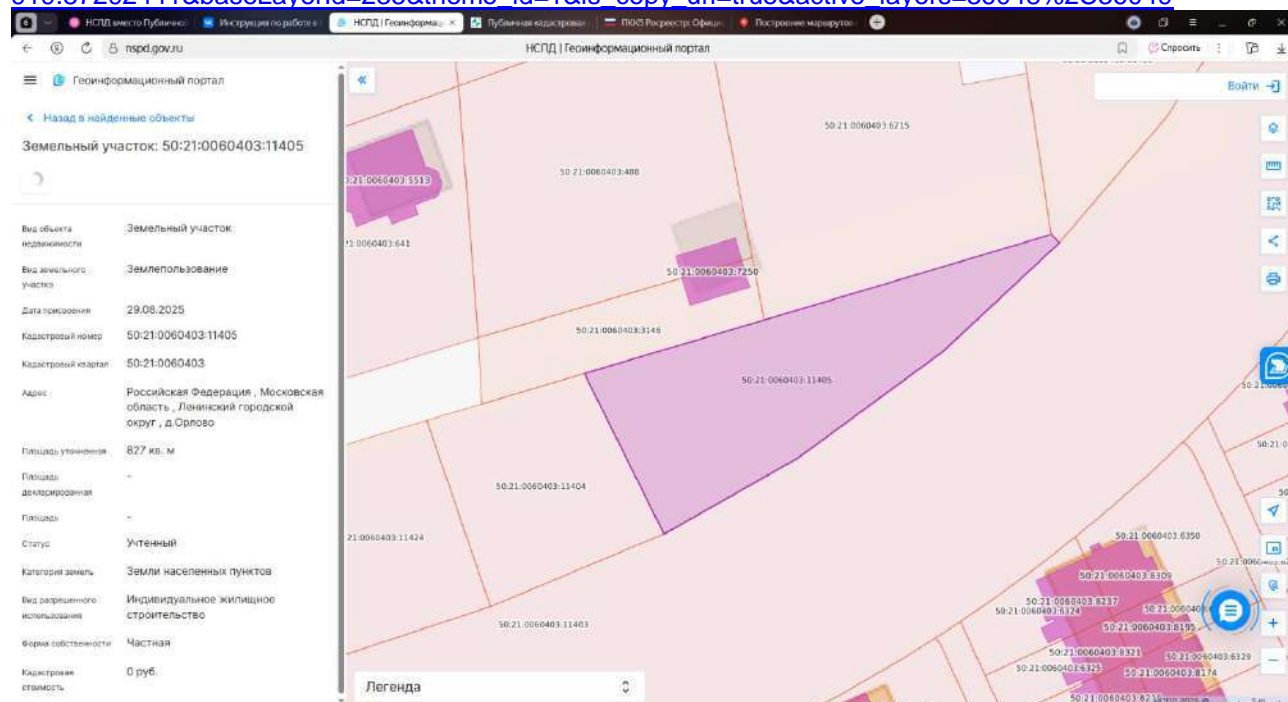 НСПД вместо Публично
Инструкция по работе с
НСПД | Геоинформац
Публичная кадастровая
ПКК5 Росреестр: Офици
Построение маршрутов
nspd.gov.ru
НСПД | Геоинформационный портал
Спросить
Геоинформационный портал
Войти
Назад в найденные объекты
Земельный участок: 50:21:0060403:11405
Вид объекта недвижимости
Земельный участок
Вид земельного участка
Землепользование
Дата присвоения
29.08.2025
Кадастровый номер
50:21:0060403:11405
Кадастровый квартал
50:21:0060403
Адрес
Российская Федерация , Московская
область , Ленинский городской
округ , д.Орлово
Площадь уточненная
827 кв. м
Площадь
декларированная
-
Площадь
-
Статус
Учтенный
Категория земель
Земли населенных пунктов
Вид разрешенного
использования
Индивидуальное жилищное
строительство
Форма собственности
Частная
Кадастровая
стоимость
0 руб.
50:21:0060403:6215
50:21:0060403:488
50:21:0060403:5513
21:0060403:641
50:21:0060403:7250
50:21:0060403:3146
50:21:0060403:11405
50:21:0060403:11404
21:0060403:11424
50:21:0060403:6350
50:21:0060403:8309
50:21:0060403:8237
50:21:0060403:6324
50:21:0060403:8195
50:21:0060403:11403
50:21:0060403:8321
50:21:0060403:6329
50:21:0060403:6325
50:21:0060403:8174
Легенда